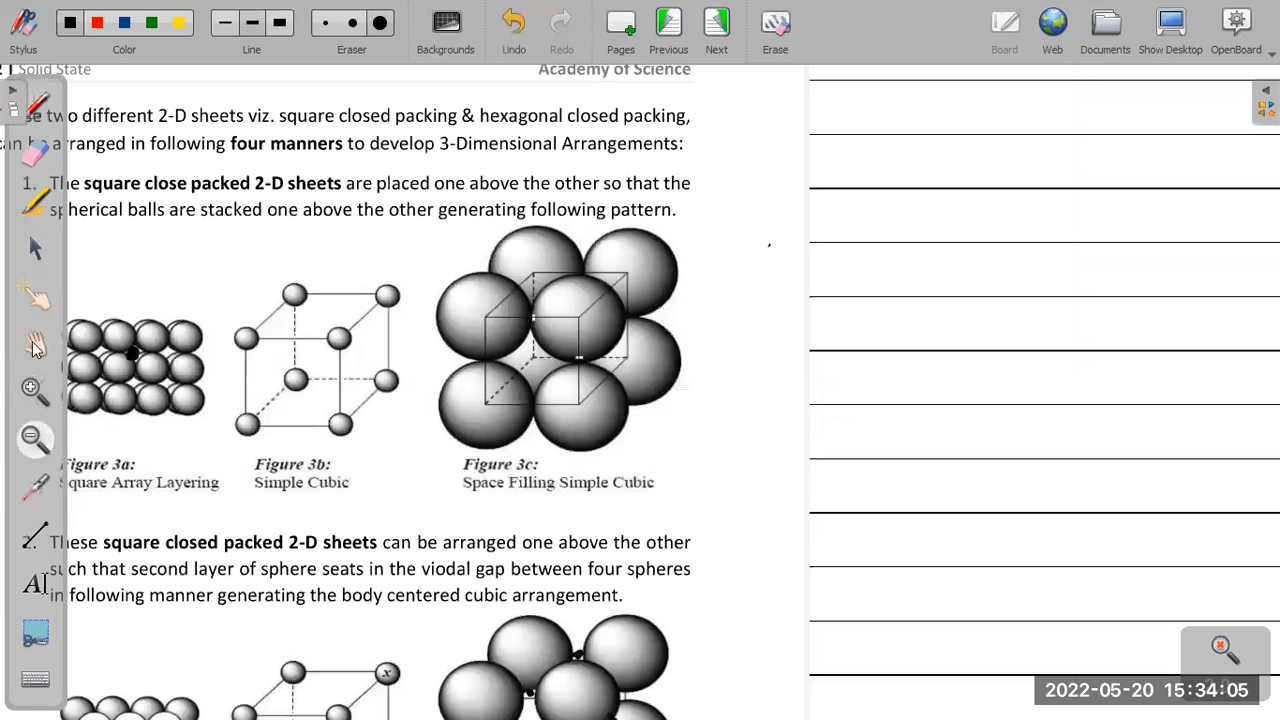 Stylus
Color
Line
Eraser
Backgrounds
Undo
Redo
Pages
Previous
Next
Erase
Board
Web
Documents
Show Desktop
OpenBoard
| Solid State
Academy of Science
two different 2-D sheets viz. square closed packing & hexagonal closed packing,
arranged in following four manners to develop 3-Dimensional Arrangements:
1. The square close packed 2-D sheets are placed one above the other so that the
spherical balls are stacked one above the other generating following pattern.
Figure 3a:
Square Array Layering
Figure 3b:
Simple Cubic
Figure 3c:
Space Filling Simple Cubic
2. These square closed packed 2-D sheets can be arranged one above the other
such that second layer of sphere seats in the viodal gap between four spheres
in following manner generating the body centered cubic arrangement.
x
A
2022-05-20 15:34:05